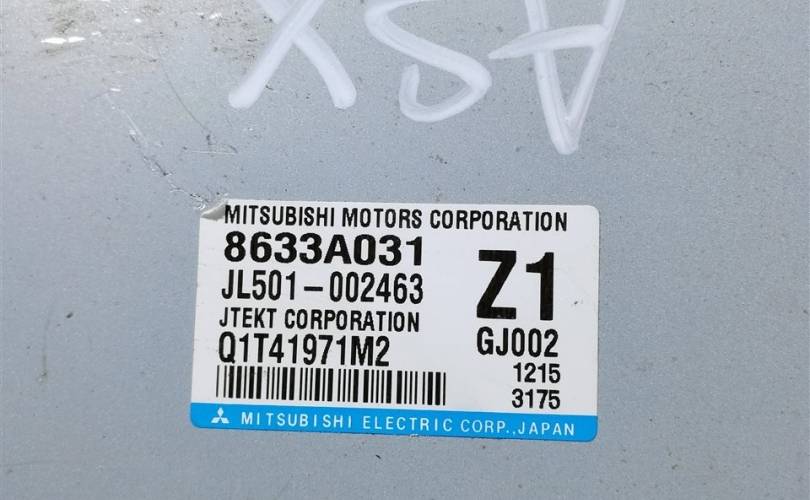 ASX
MITSUBISHI MOTORS CORPORATION
8633A031
Z1
JL501-002463
JTEKT CORPORATION
GJ002
Q1T41971M2
1215
3175
MITSUBISHI ELECTRIC CORP.,JAPAN